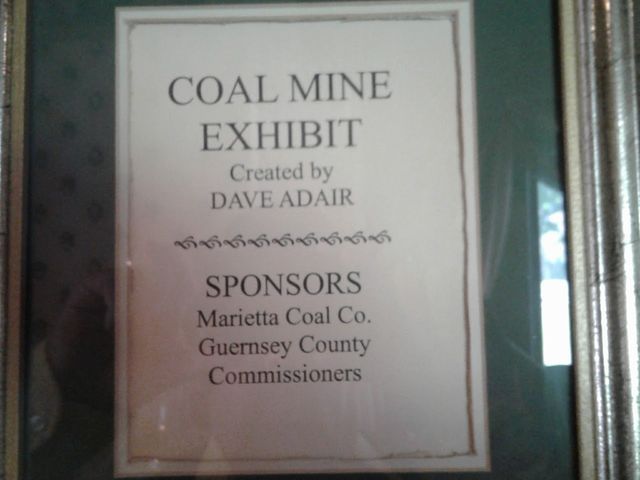 COAL MINE
EXHIBIT
Created by
DAVE ADAIR
SPONSORS
Marietta Coal Co.
Guernsey County
Commissioners